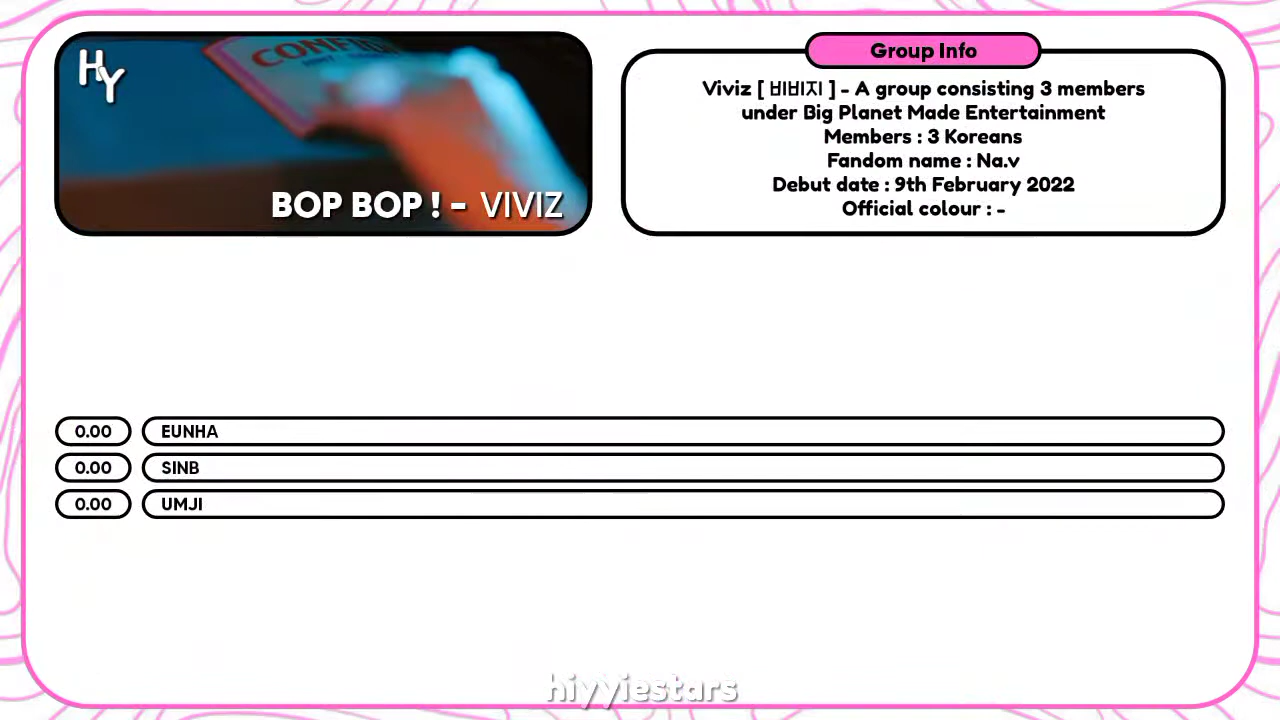 HY
BOP BOP ! - VIVIZ
Group Info
Viviz [ 비비지 ] - A group consisting 3 members
under Big Planet Made Entertainment
Members : 3 Koreans
Fandom name : Na.v
Debut date : 9th February 2022
Official colour : -
0.00 EUNHA
0.00 SINB
0.00 UMJI
hiyyiestars